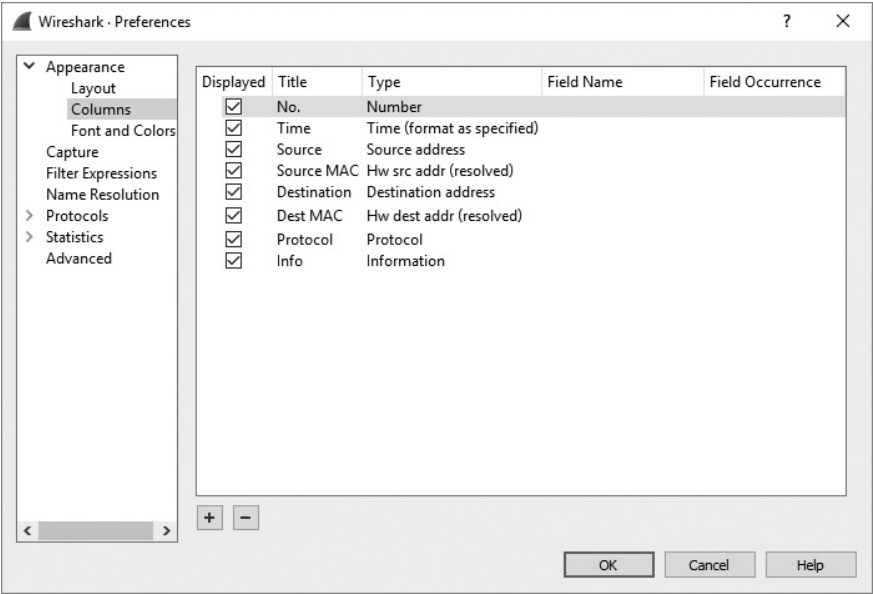 Wireshark · Preferences
? ×
Appearance
Layout
Columns
Font and Colors
Capture
Filter Expressions
Name Resolution
Protocols
Statistics
Advanced
Displayed Title Type Field Name Field Occurrence
No. Number
Time Time (format as specified)
Source Source address
Source MAC Hw src addr (resolved)
Destination Destination address
Dest MAC Hw dest addr (resolved)
Protocol Protocol
Info Information
+ −
OK Cancel Help